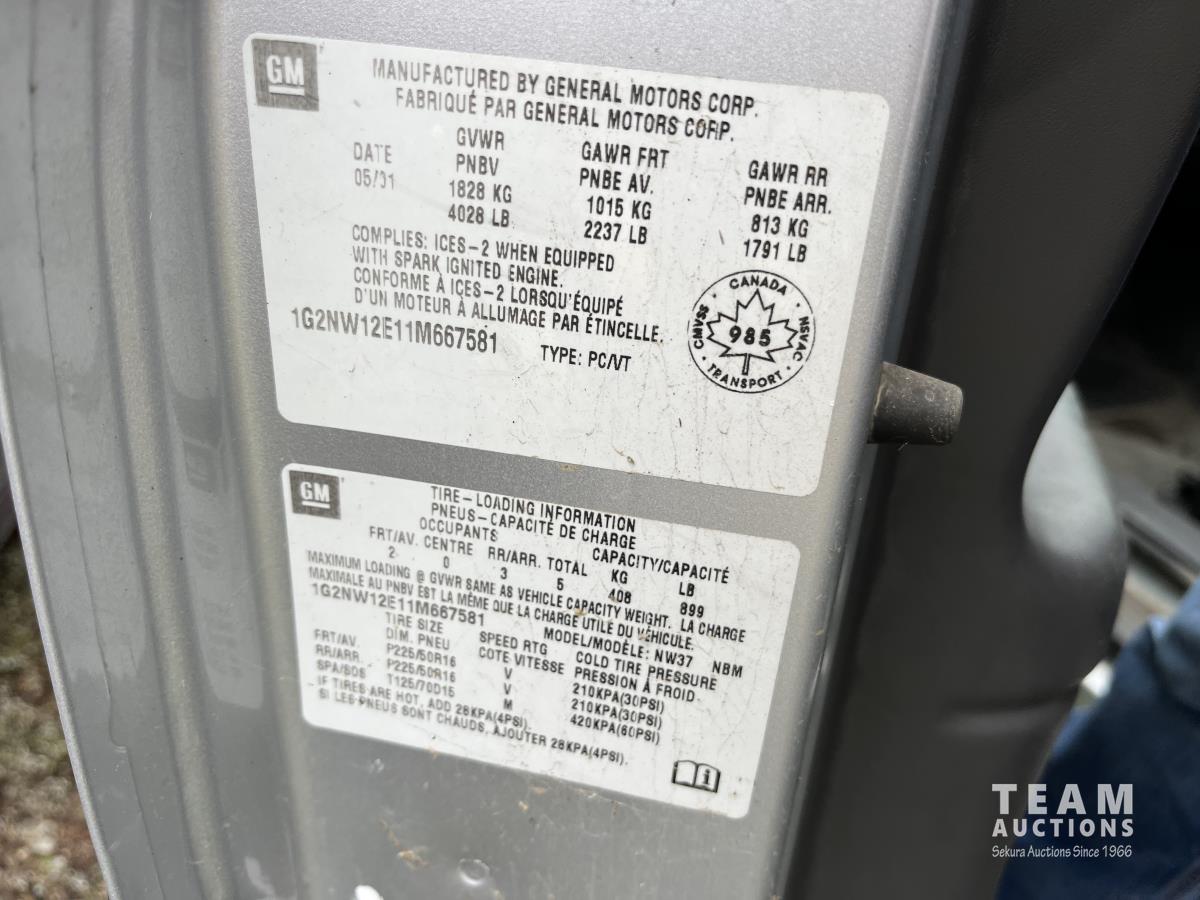 GM
MANUFACTURED BY GENERAL MOTORS CORP.
FABRIQUÉ PAR GENERAL MOTORS CORP.
DATE GVWR GAWR FRT GAWR RR
05/01 PNBV PNBE AV. PNBE ARR.
1828 KG 1015 KG 813 KG
4028 LB 2237 LB 1791 LB
COMPLIES: ICES-2 WHEN EQUIPPED
WITH SPARK IGNITED ENGINE.
CONFORME À ICES-2 LORSQU'ÉQUIPÉ
D'UN MOTEUR À ALLUMAGE PAR ÉTINCELLE.
1G2NW12E11M667581 TYPE: PC/VT
CANADA
CMVSS 985 NSVAC
TRANSPORT
GM
TIRE-LOADING INFORMATION
PNEUS-CAPACITÉ DE CHARGE
OCCUPANTS CAPACITY/CAPACITÉ
FRT/AV. CENTRE RR/ARR. TOTAL KG LB
2 0 3 5 408 899
MAXIMUM LOADING @ GVWR SAME AS VEHICLE CAPACITY WEIGHT. LA CHARGE
MAXIMALE AU PNBV EST LA MÊME QUE LA CHARGE UTILE DU VÉHICULE.
1G2NW12E11M667581 MODEL/MODÈLE: NW37 NBM
TIRE SIZE SPEED RTG COLD TIRE PRESSURE
DIM. PNEU COTE VITESSE PRESSION À FROID
FRT/AV. P225/50R16 V 210KPA(30PSI)
RR/ARR. P225/50R16 V 210KPA(30PSI)
SPA/SDS T125/70D15 M 420KPA(60PSI)
IF TIRES ARE HOT, ADD 28KPA(4PSI).
SI LES PNEUS SONT CHAUDS, AJOUTER 28KPA(4PSI).
TEAM
AUCTIONS
Sekura Auctions Since 1966